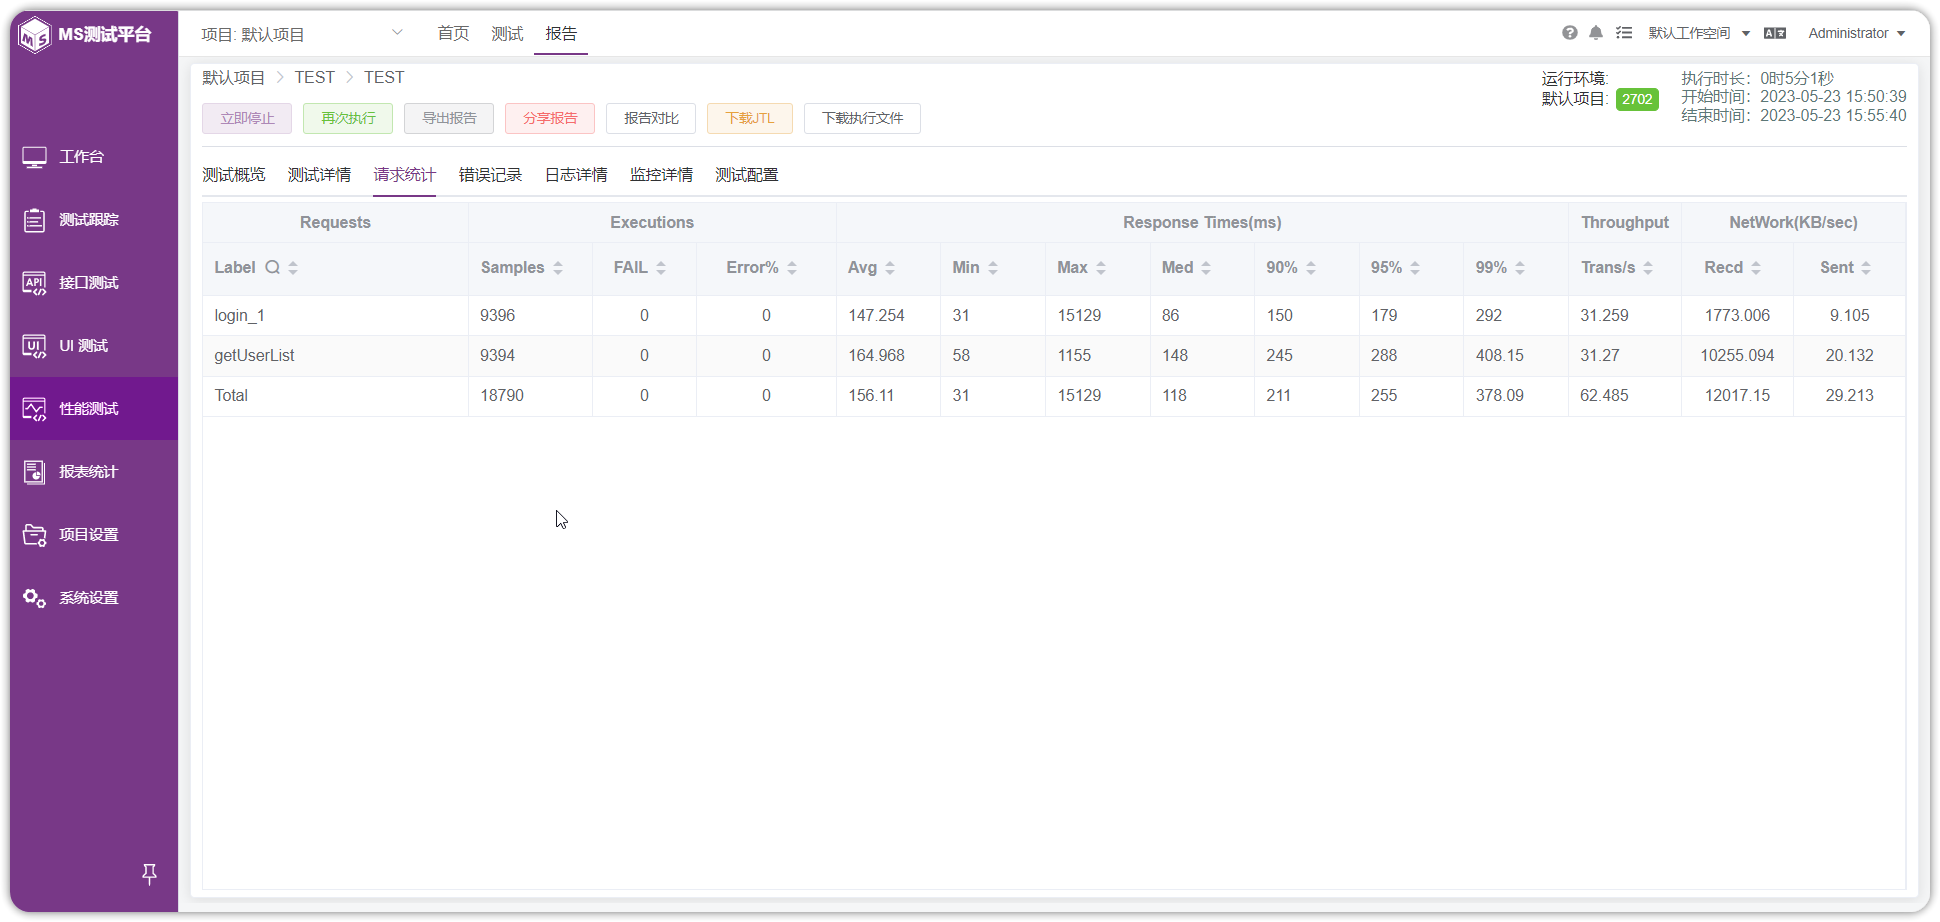 MS测试平台
项目: 默认项目
首页 测试 报告
默认工作空间 Administrator
工作台
测试跟踪
API 接口测试
UI UI 测试
性能测试
报表统计
项目设置
系统设置
默认项目 > TEST > TEST
立即停止 再次执行 导出报告 分享报告 报告对比 下载JTL 下载执行文件
运行环境:
默认项目: 2702
执行时长: 0时5分1秒
开始时间: 2023-05-23 15:50:39
结束时间: 2023-05-23 15:55:40
测试概览 测试详情 请求统计 错误记录 日志详情 监控详情 测试配置
Requests Executions Response Times(ms) Throughput NetWork(KB/sec)
Label Samples FAIL Error% Avg Min Max Med 90% 95% 99% Trans/s Recd Sent
login_1 9396 0 0 147.254 31 15129 86 150 179 292 31.259 1773.006 9.105
getUserList 9394 0 0 164.968 58 1155 148 245 288 408.15 31.27 10255.094 20.132
Total 18790 0 0 156.11 31 15129 118 211 255 378.09 62.485 12017.15 29.213